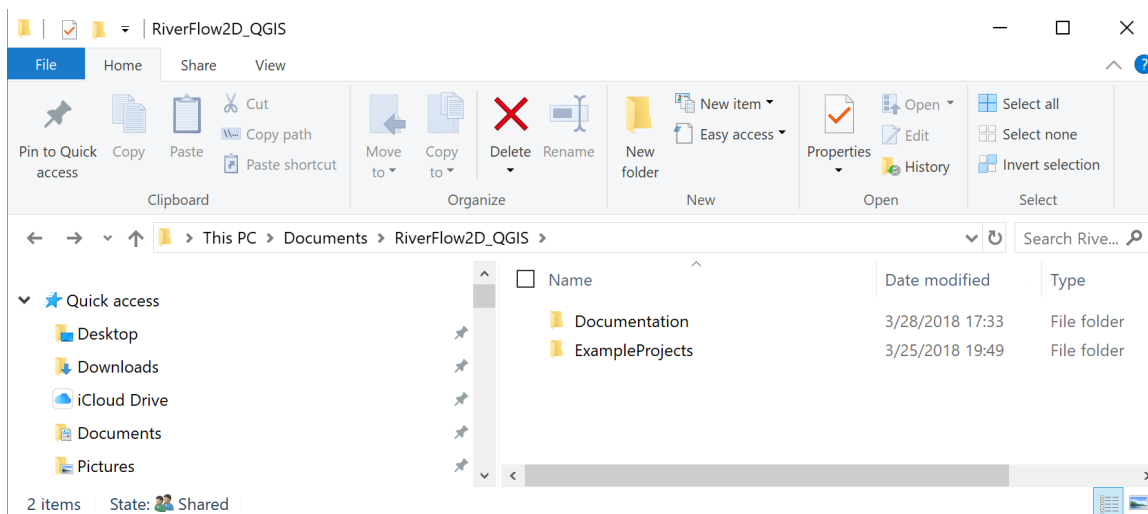 RiverFlow2D_QGIS
File Home Share View
Pin to Quick access
Copy
Paste
Cut
Copy path
Paste shortcut
Clipboard
Move to
Copy to
Delete
Rename
Organize
New folder
New item
Easy access
New
Properties
Open
Edit
History
Open
Select all
Select none
Invert selection
Select
This PC > Documents > RiverFlow2D_QGIS >
Search Rive...
Quick access
Desktop
Downloads
iCloud Drive
Documents
Pictures
Name Date modified Type
Documentation 3/28/2018 17:33 File folder
ExampleProjects 3/25/2018 19:49 File folder
2 items State: Shared